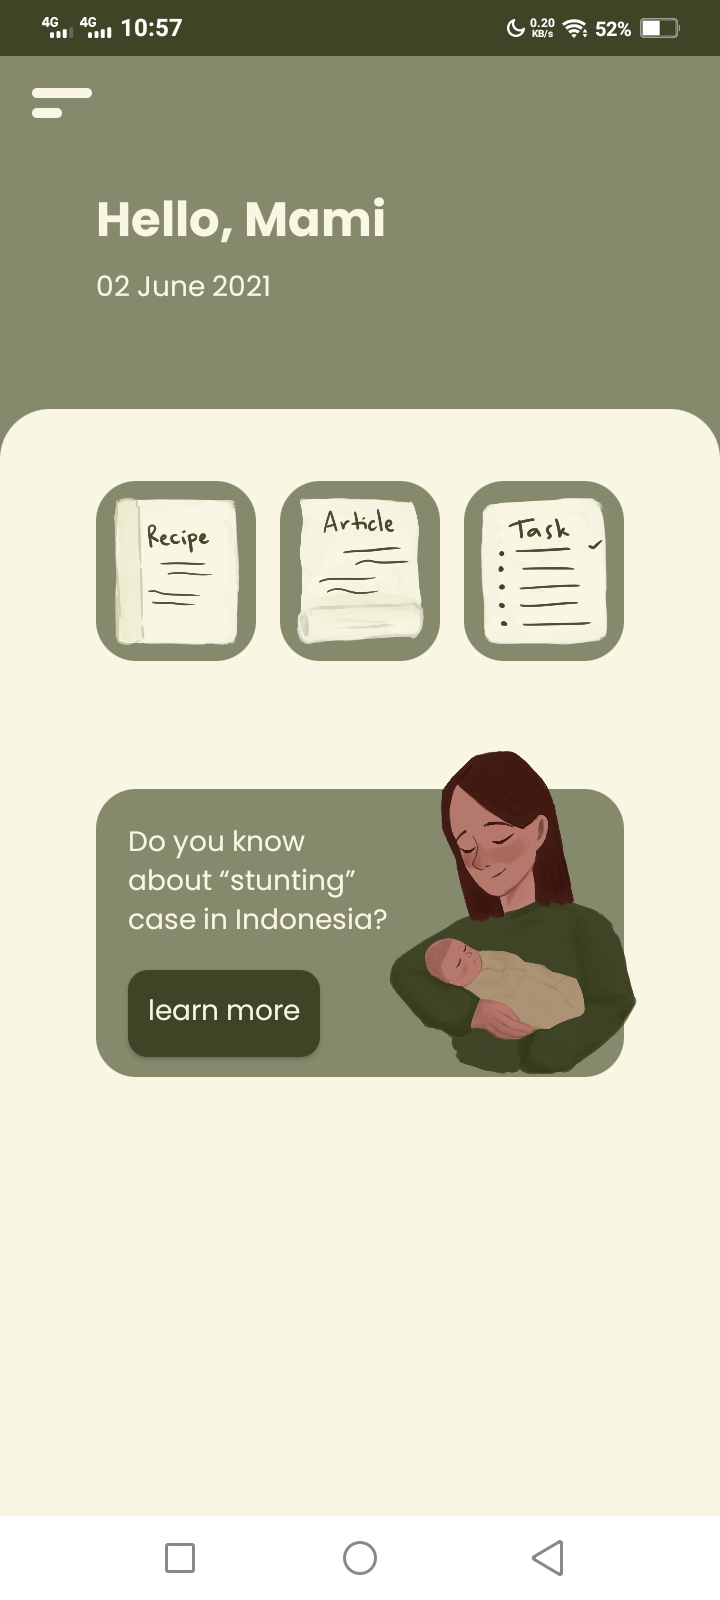 4G 4G 10:57 0.20 KB/s 52%
Hello, Mami
02 June 2021
Recipe
Article
Task
Do you know
about “stunting”
case in Indonesia?
learn more